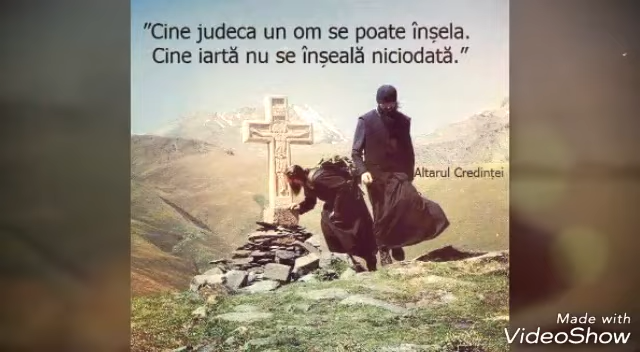 ”Cine judeca un om se poate înșela.
Cine iartă nu se înșeală niciodată.”
Altarul Credinței
Made with
VideoShow